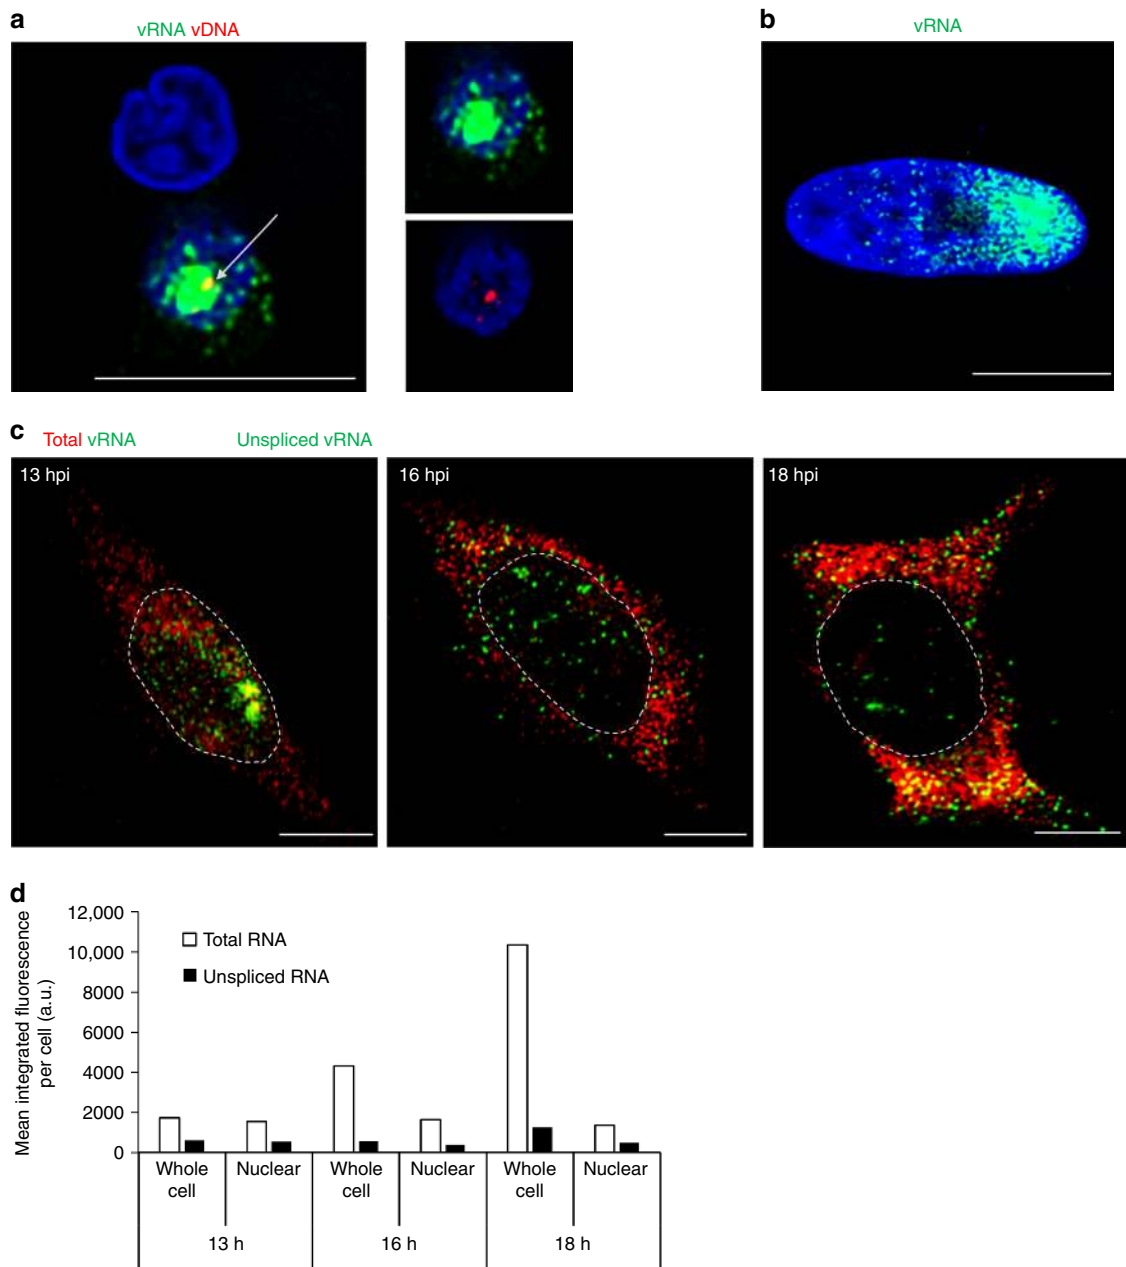 a
vRNA vDNA
b
vRNA
c
Total vRNA
Unspliced vRNA
13 hpi
16 hpi
18 hpi
d
Mean integrated fluorescence
per cell (a.u.)
12,000
10,000
8000
6000
4000
2000
0
Total RNA
Unspliced RNA
Whole
cell
Nuclear
Whole
cell
Nuclear
Whole
cell
Nuclear
13 h
16 h
18 h